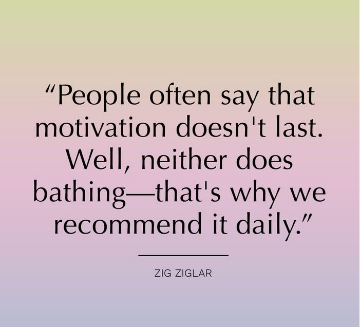 “People often say that
motivation doesn't last.
Well, neither does
bathing—that's why we
recommend it daily.”
ZIG ZIGLAR